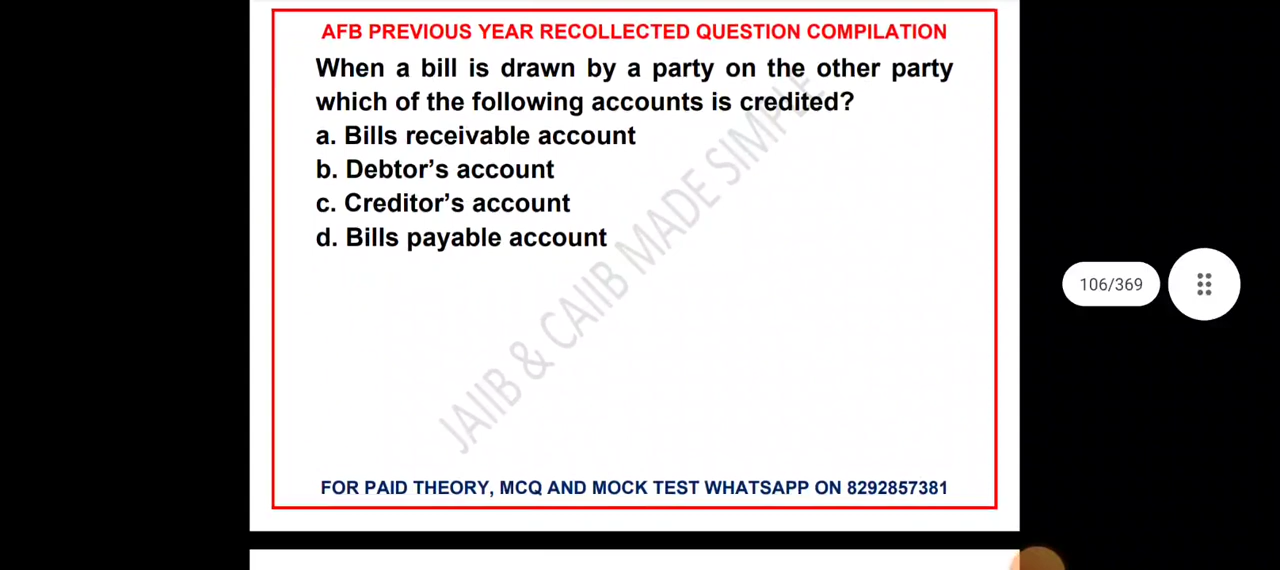 AFB PREVIOUS YEAR RECOLLECTED QUESTION COMPILATION
When a bill is drawn by a party on the other party
which of the following accounts is credited?
a. Bills receivable account
b. Debtor’s account
c. Creditor’s account
d. Bills payable account
JAIIB & CAIIB MADE SIMPLE
106/369
FOR PAID THEORY, MCQ AND MOCK TEST WHATSAPP ON 8292857381